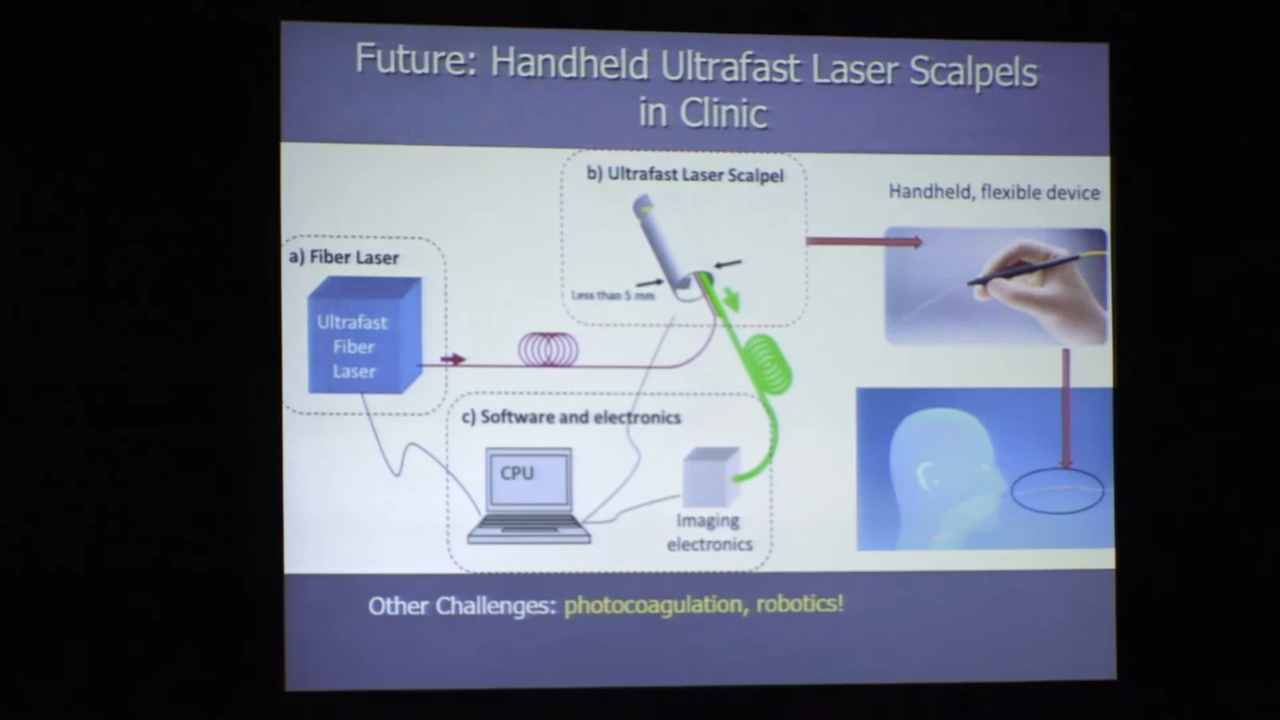 Future: Handheld Ultrafast Laser Scalpels
in Clinic
b) Ultrafast Laser Scalpel
Handheld, flexible device
a) Fiber Laser
Less than 5 mm
Ultrafast
Fiber
Laser
c) Software and electronics
CPU
Imaging
electronics
Other Challenges: photocoagulation, robotics!